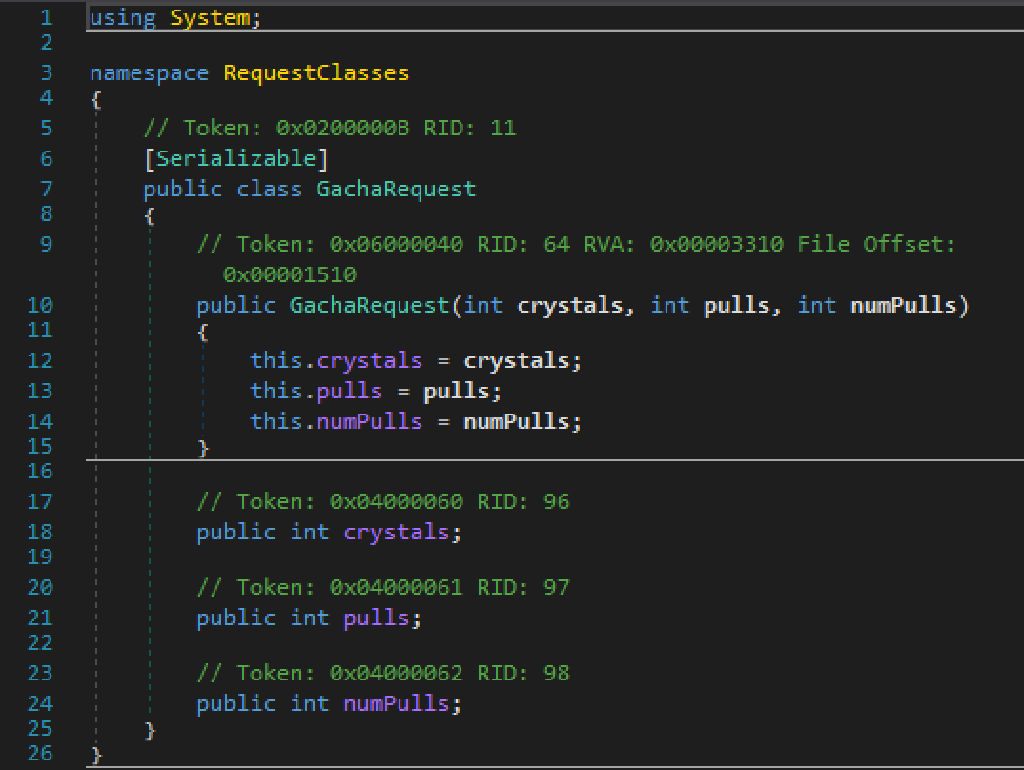 1 using System;
2
3 namespace RequestClasses
4 {
5 // Token: 0x0200000B RID: 11
6 [Serializable]
7 public class GachaRequest
8 {
9 // Token: 0x06000040 RID: 64 RVA: 0x00003310 File Offset:
0x00001510
10 public GachaRequest(int crystals, int pulls, int numPulls)
11 {
12 this.crystals = crystals;
13 this.pulls = pulls;
14 this.numPulls = numPulls;
15 }
16
17 // Token: 0x04000060 RID: 96
18 public int crystals;
19
20 // Token: 0x04000061 RID: 97
21 public int pulls;
22
23 // Token: 0x04000062 RID: 98
24 public int numPulls;
25 }
26 }